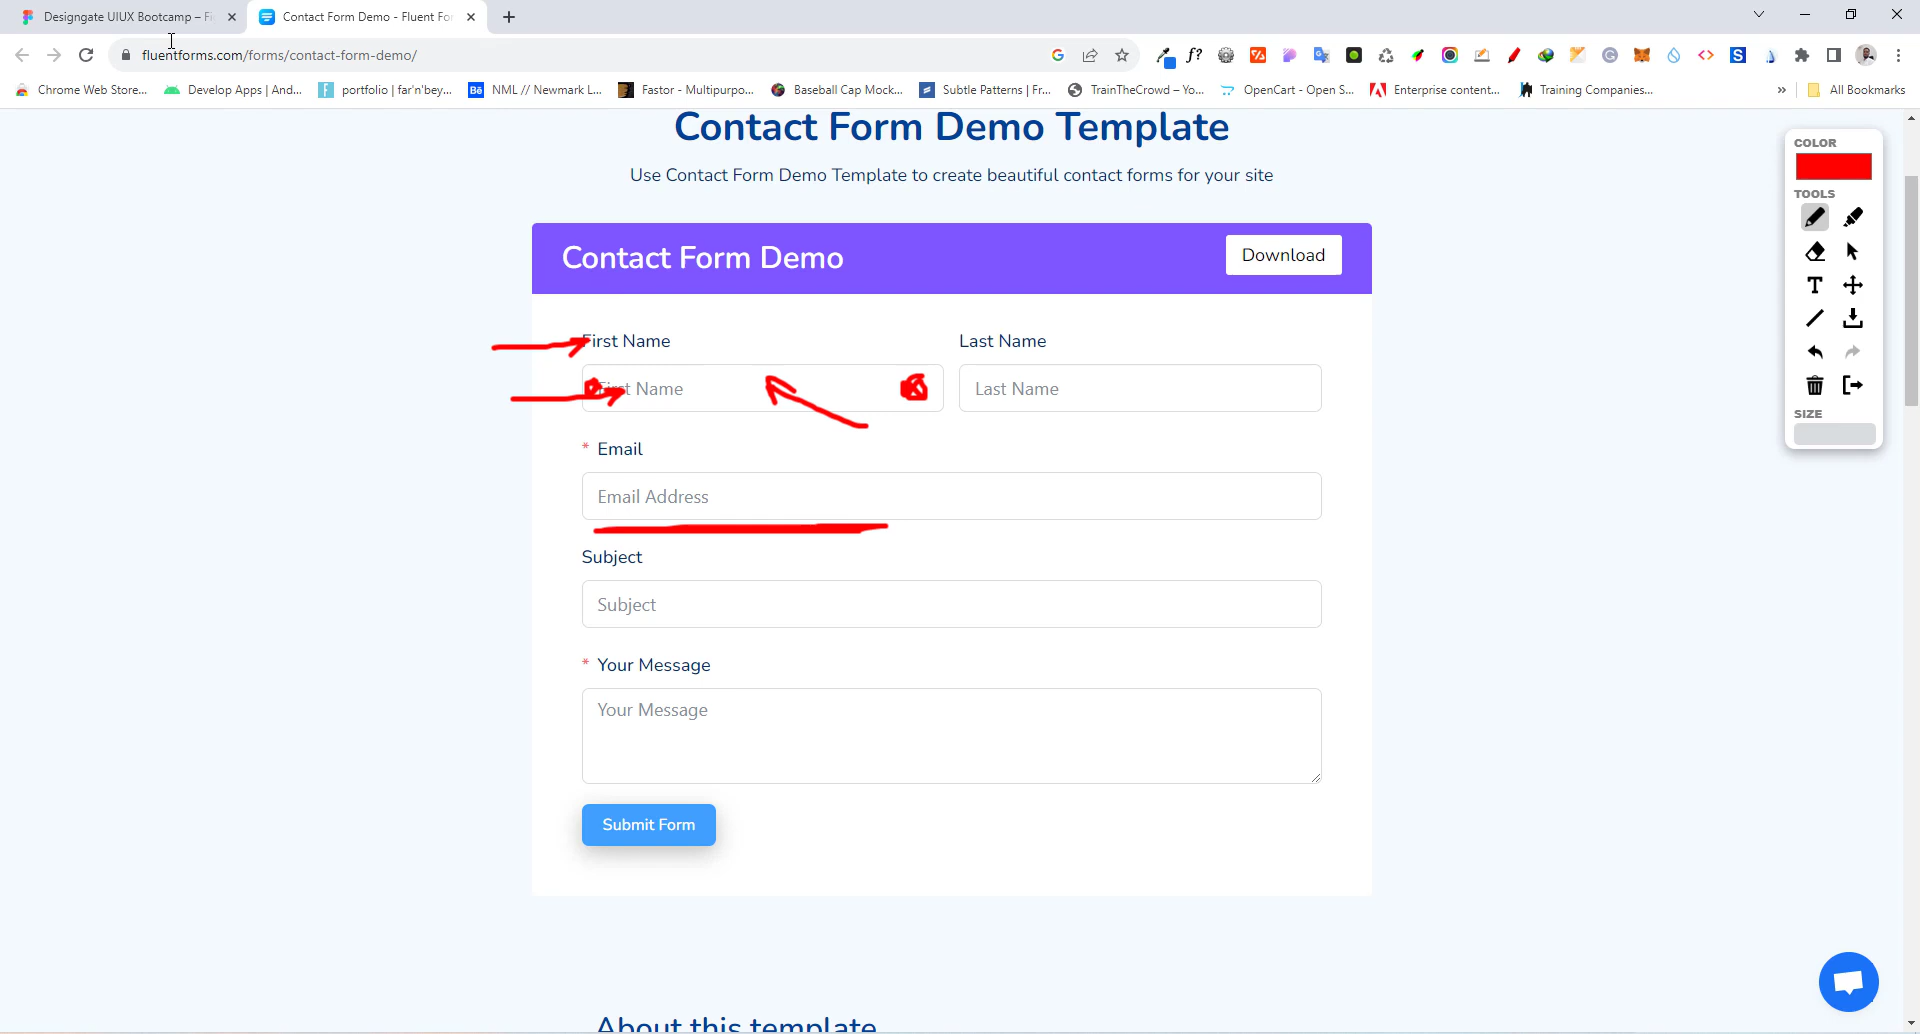 Designgate UIUX Bootcamp – Fi
Contact Form Demo - Fluent For
fluentforms.com/forms/contact-form-demo/
Chrome Web Store...
Develop Apps | And...
portfolio | far'n'bey...
NML // Newmark L...
Fastor - Multipurpo...
Baseball Cap Mock...
Subtle Patterns | Fr...
TrainTheCrowd – Yo...
OpenCart - Open S...
Enterprise content...
Training Companies...
»
All Bookmarks
Contact Form Demo Template
Use Contact Form Demo Template to create beautiful contact forms for your site
Contact Form Demo
Download
First Name
Last Name
First Name
Last Name
* Email
Email Address
Subject
Subject
* Your Message
Your Message
Submit Form
About this template
COLOR
TOOLS
SIZE